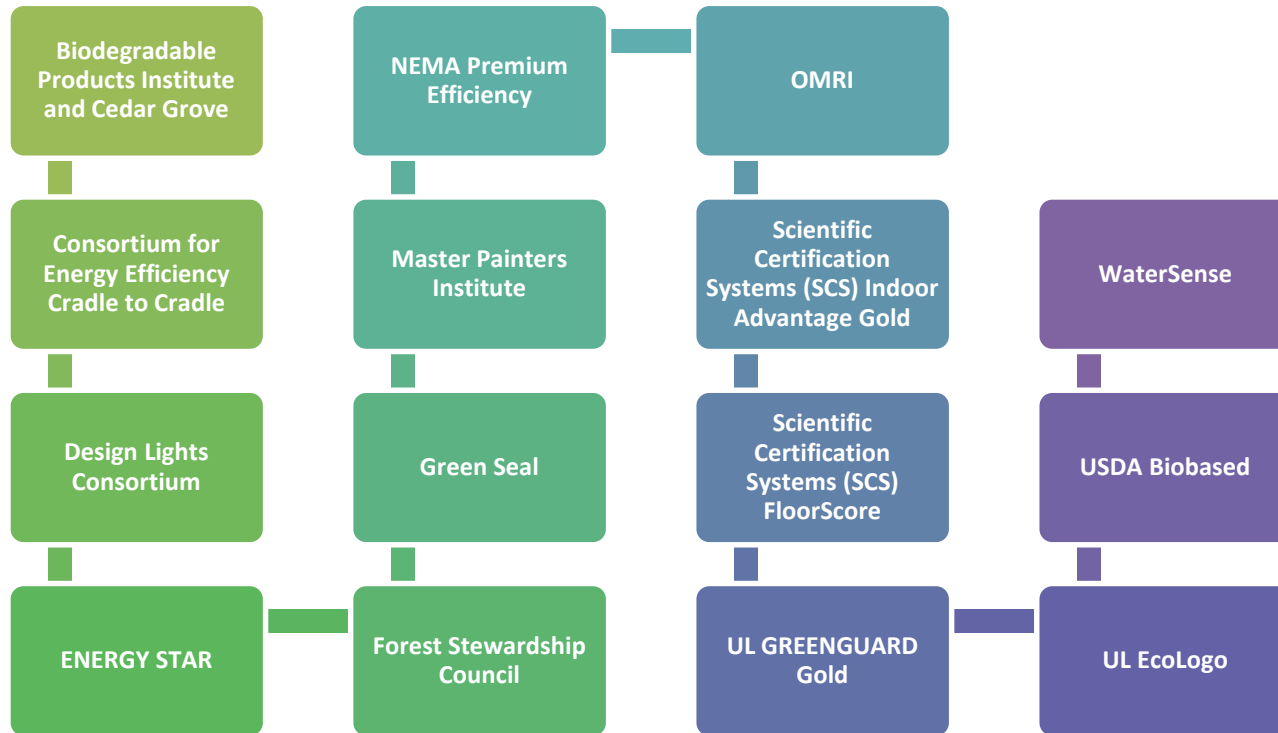 Biodegradable
Products Institute
and Cedar Grove
Consortium for
Energy Efficiency
Cradle to Cradle
Design Lights
Consortium
ENERGY STAR
Forest Stewardship
Council
Green Seal
Master Painters
Institute
NEMA Premium
Efficiency
OMRI
Scientific
Certification
Systems (SCS) Indoor
Advantage Gold
Scientific
Certification
Systems (SCS)
FloorScore
UL GREENGUARD
Gold
UL EcoLogo
USDA Biobased
WaterSense